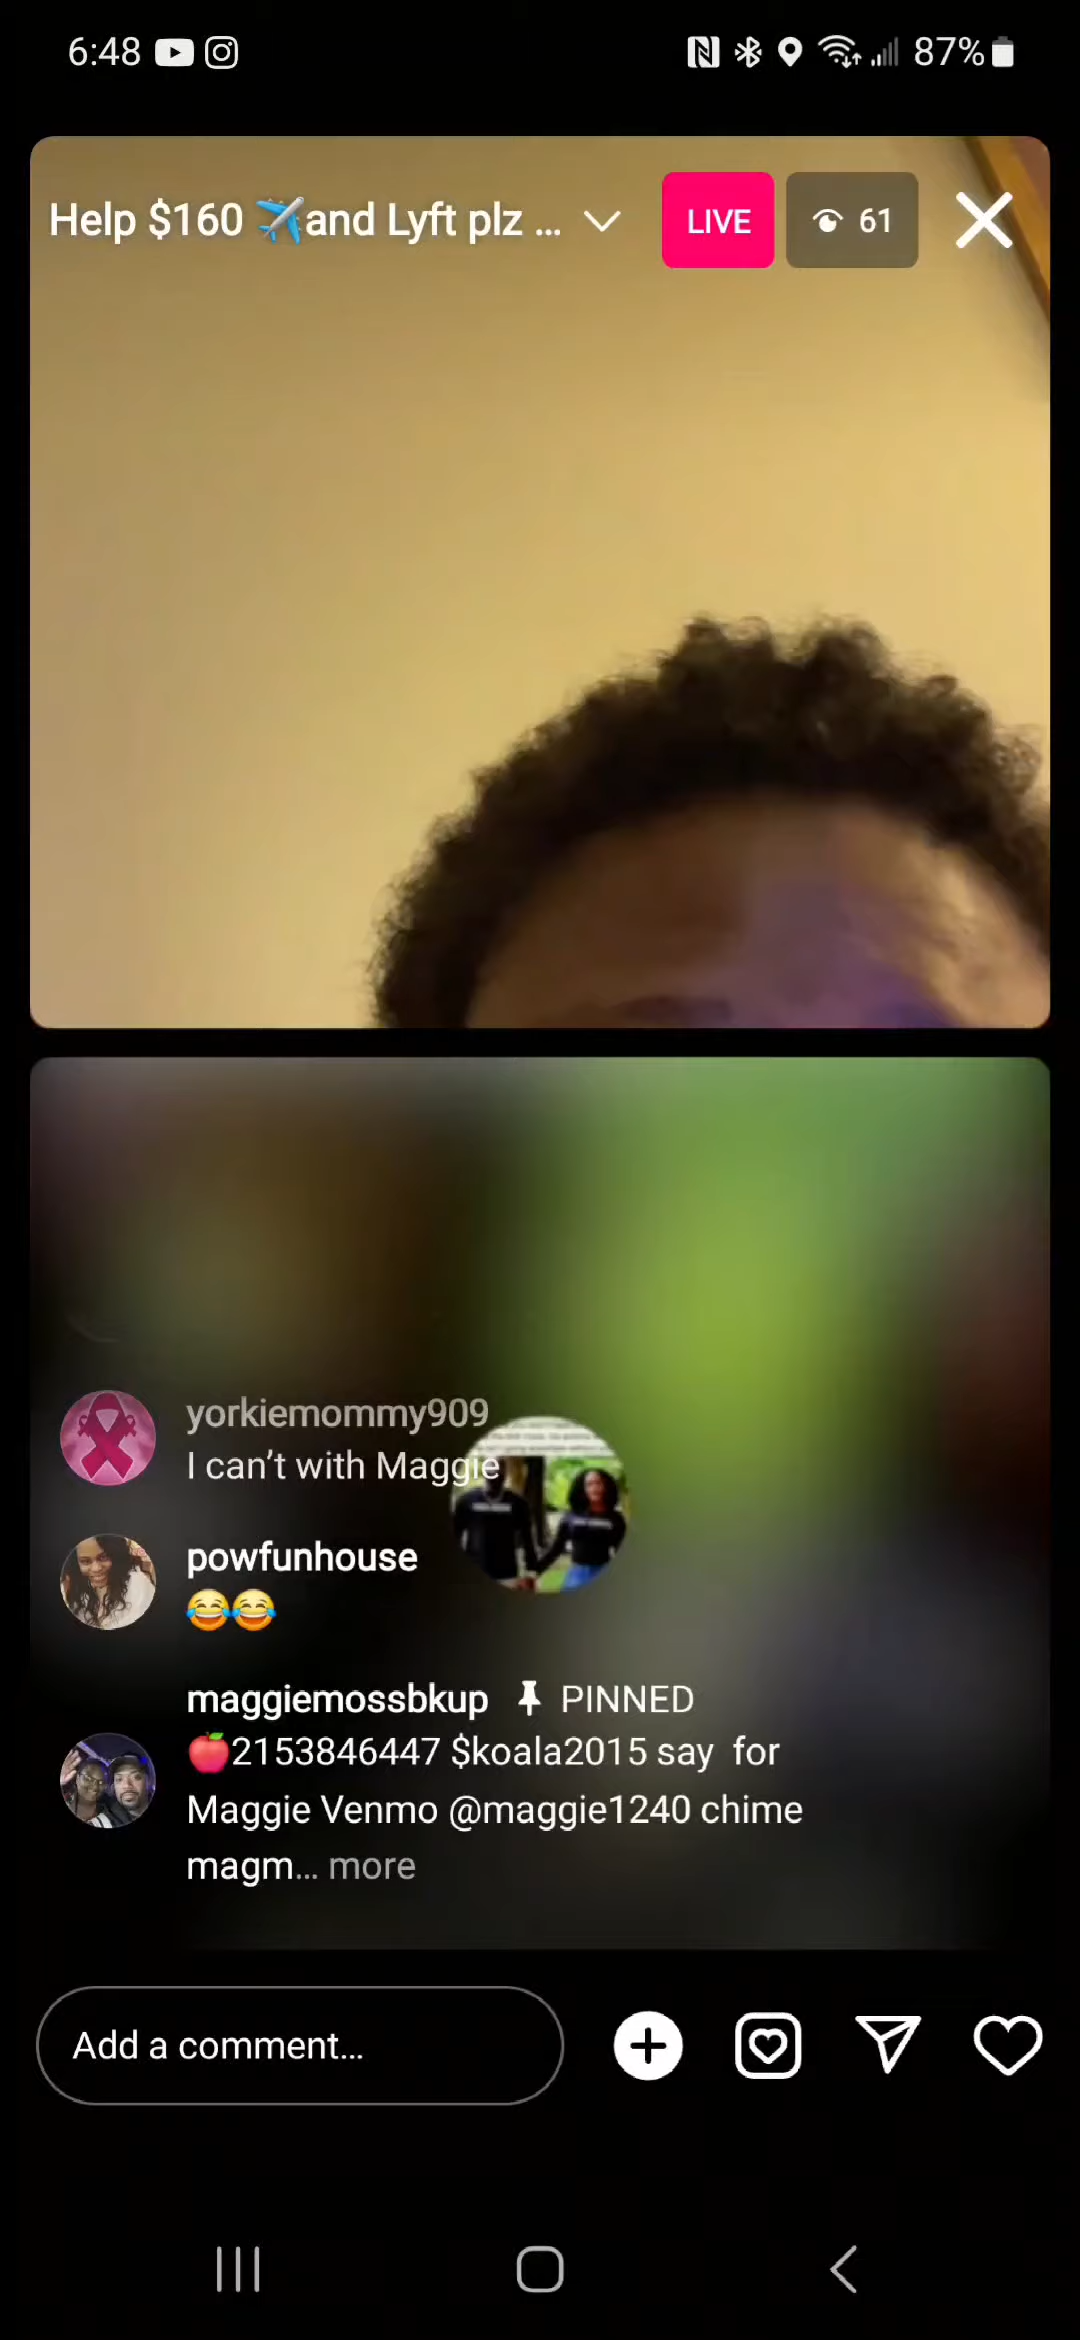 6:48 87%
Help $160 ✈️and Lyft plz ... LIVE 61
yorkiemommy909
I can't with Maggie
powfunhouse
😂😂
maggiemossbkup PINNED
🍎2153846447 $koala2015 say for
Maggie Venmo @maggie1240 chime
magm... more
Add a comment...